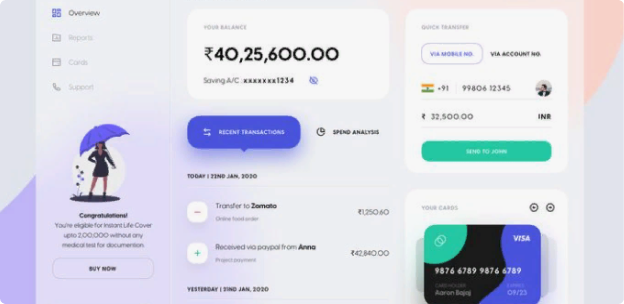 Overview
Reports
Cards
Support
Congratulations!
You're eligible for Instant Life Cover
upto 2,00,000 without any
medical test for documention.
BUY NOW
YOUR BALANCE
₹40,25,600.00
Saving A/C : xxxxxxx1234
RECENT TRANSACTIONS
SPEND ANALYSIS
TODAY | 22ND JAN, 2020
Transfer to Zomato
Online food order
₹1,250.60
Received via paypal from Anna
Project payment
₹42,840.00
YESTERDAY | 21ND JAN, 2020
QUICK TRANSFER
VIA MOBILE NO.
VIA ACCOUNT NO.
+91 99806 12345
₹ 32,500.00 INR
SEND TO JOHN
YOUR CARDS
VISA
9876 6789 9876 6789
CARD HOLDER
Aaron Bajaj
EXPIRES
09/25